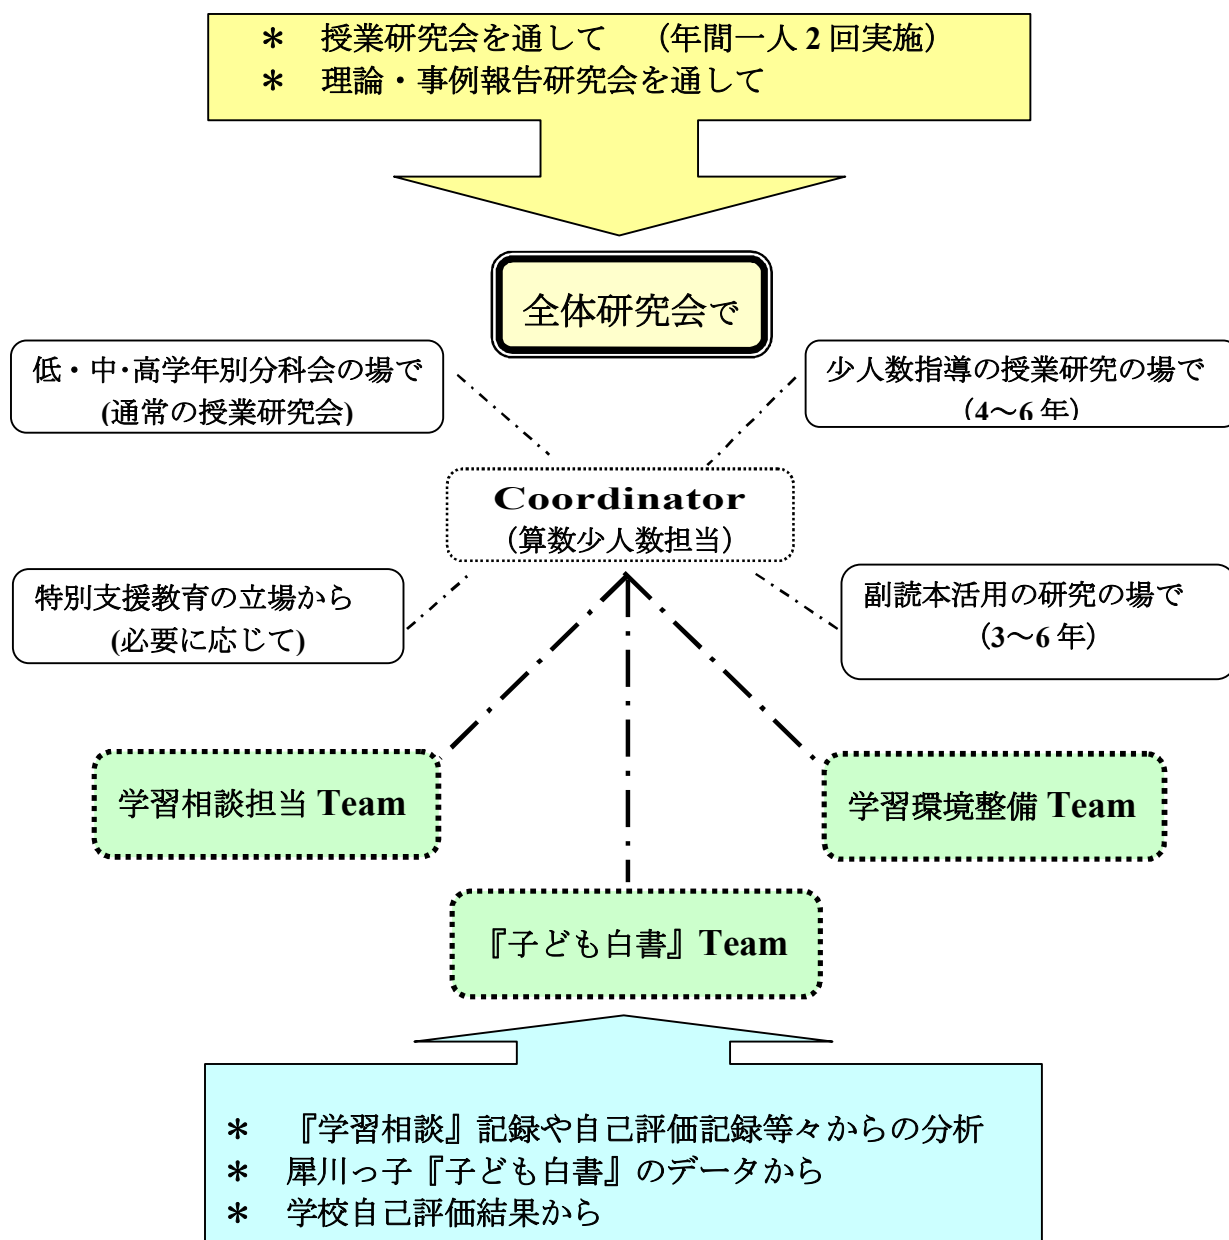 ＊　授業研究会を通して　（年間一人 2 回実施）
＊　理論・事例報告研究会を通して
全体研究会で
低・中・高学年別分科会の場で
(通常の授業研究会)
少人数指導の授業研究の場で
（4～6 年）
Coordinator
（算数少人数担当）
特別支援教育の立場から
(必要に応じて)
副読本活用の研究の場で
（3～6 年）
学習相談担当 Team
学習環境整備 Team
『子ども白書』Team
＊　『学習相談』記録や自己評価記録等々からの分析
＊　犀川っ子『子ども白書』のデータから
＊　学校自己評価結果から